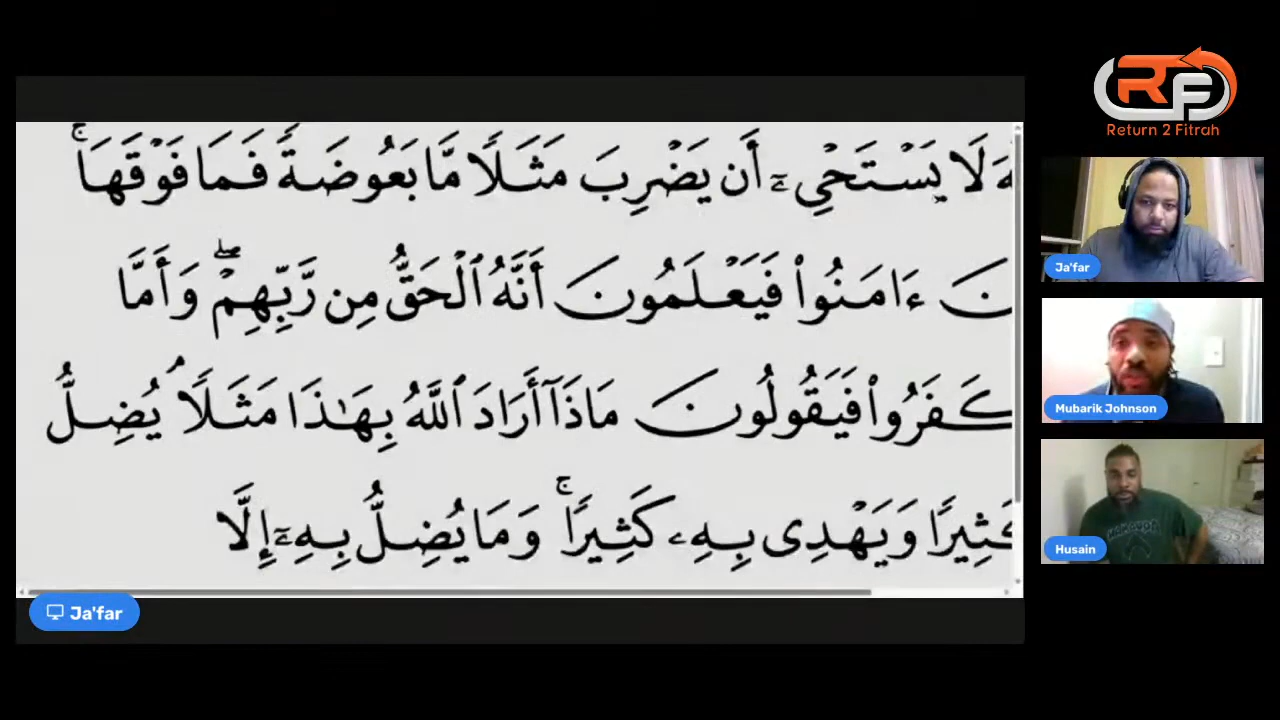 لَا يَسْتَحْىِۦٓ أَن يَضْرِبَ مَثَلًا مَّا بَعُوضَةً فَمَا فَوْقَهَا ۚ
ءَامَنُوا۟ فَيَعْلَمُونَ أَنَّهُ ٱلْحَقُّ مِن رَّبِّهِمْ ۖ وَأَمَّا
كَفَرُوا۟ فَيَقُولُونَ مَاذَآ أَرَادَ ٱللَّهُ بِهَـٰذَا مَثَلًا ۘ يُضِلُّ
كَثِيرًا وَيَهْدِى بِهِۦ كَثِيرًا ۚ وَمَا يُضِلُّ بِهِۦٓ إِلَّا
Ja'far
RF
Return 2 Fitrah
Ja'far
Mubarik Johnson
Husain